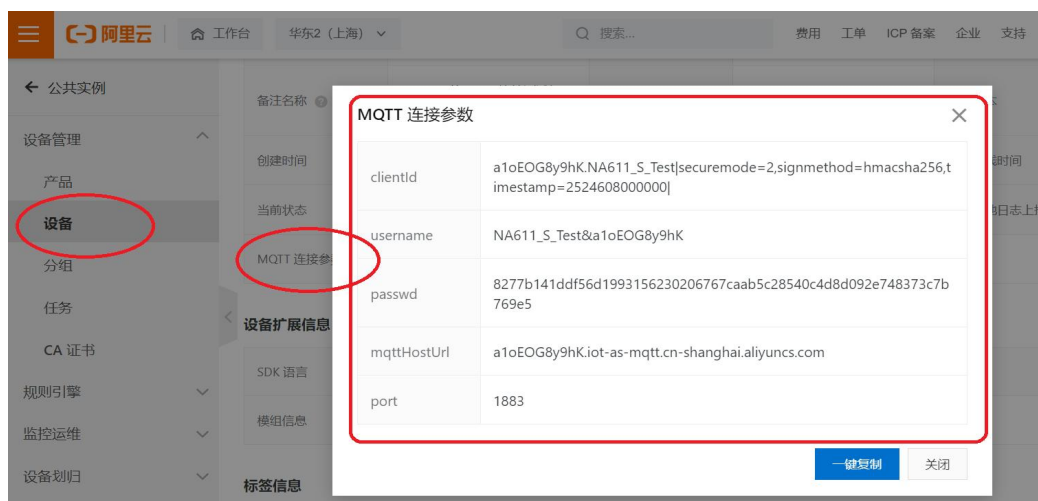 阿里云 工作台 华东2（上海） 搜索... 费用 工单 ICP 备案 企业 支持
公共实例
设备管理
产品
设备
分组
任务
CA 证书
规则引擎
监控运维
设备划归
备注名称
创建时间
当前状态
MQTT 连接参
设备扩展信息
SDK 语言
模组信息
标签信息
MQTT 连接参数
clientId
a1oEOG8y9hK.NA611_S_Test|securemode=2,signmethod=hmacsha256,t
imestamp=2524608000000|
username
NA611_S_Test&a1oEOG8y9hK
passwd
8277b141ddf56d1993156230206767caab5c28540c4d8d092e748373c7b
769e5
mqttHostUrl
a1oEOG8y9hK.iot-as-mqtt.cn-shanghai.aliyuncs.com
port
1883
一键复制 关闭